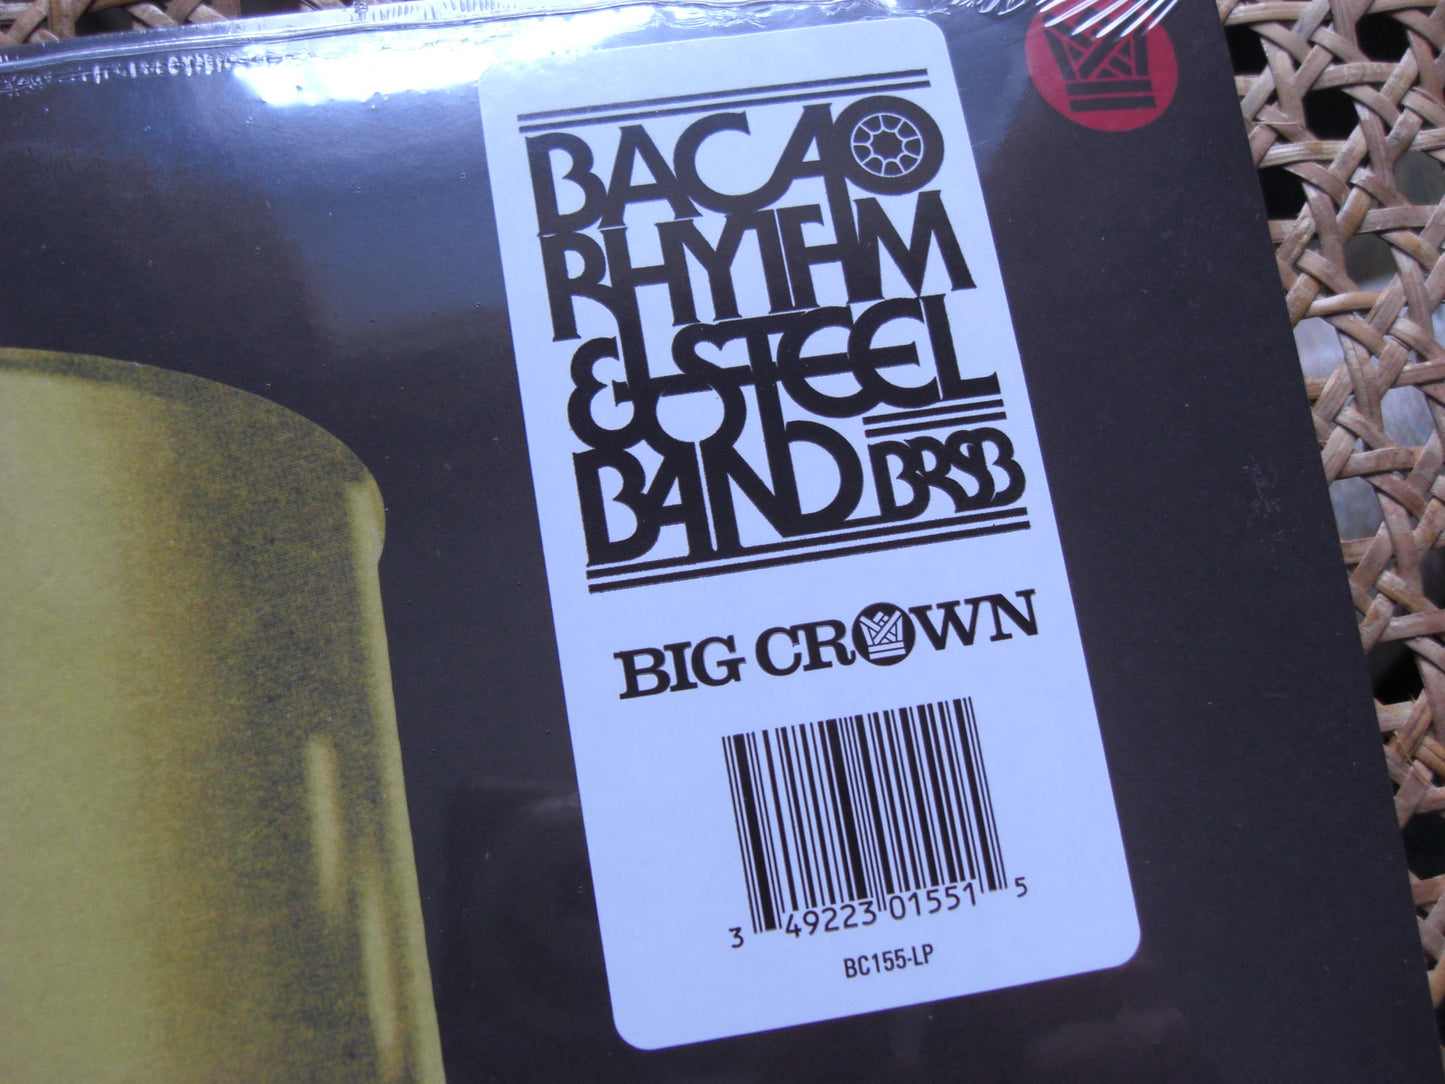 BACAO
RHYTHM
& STEEL
BAND BRSB
BIG CROWN
3 49223 01551 5
BC155-LP